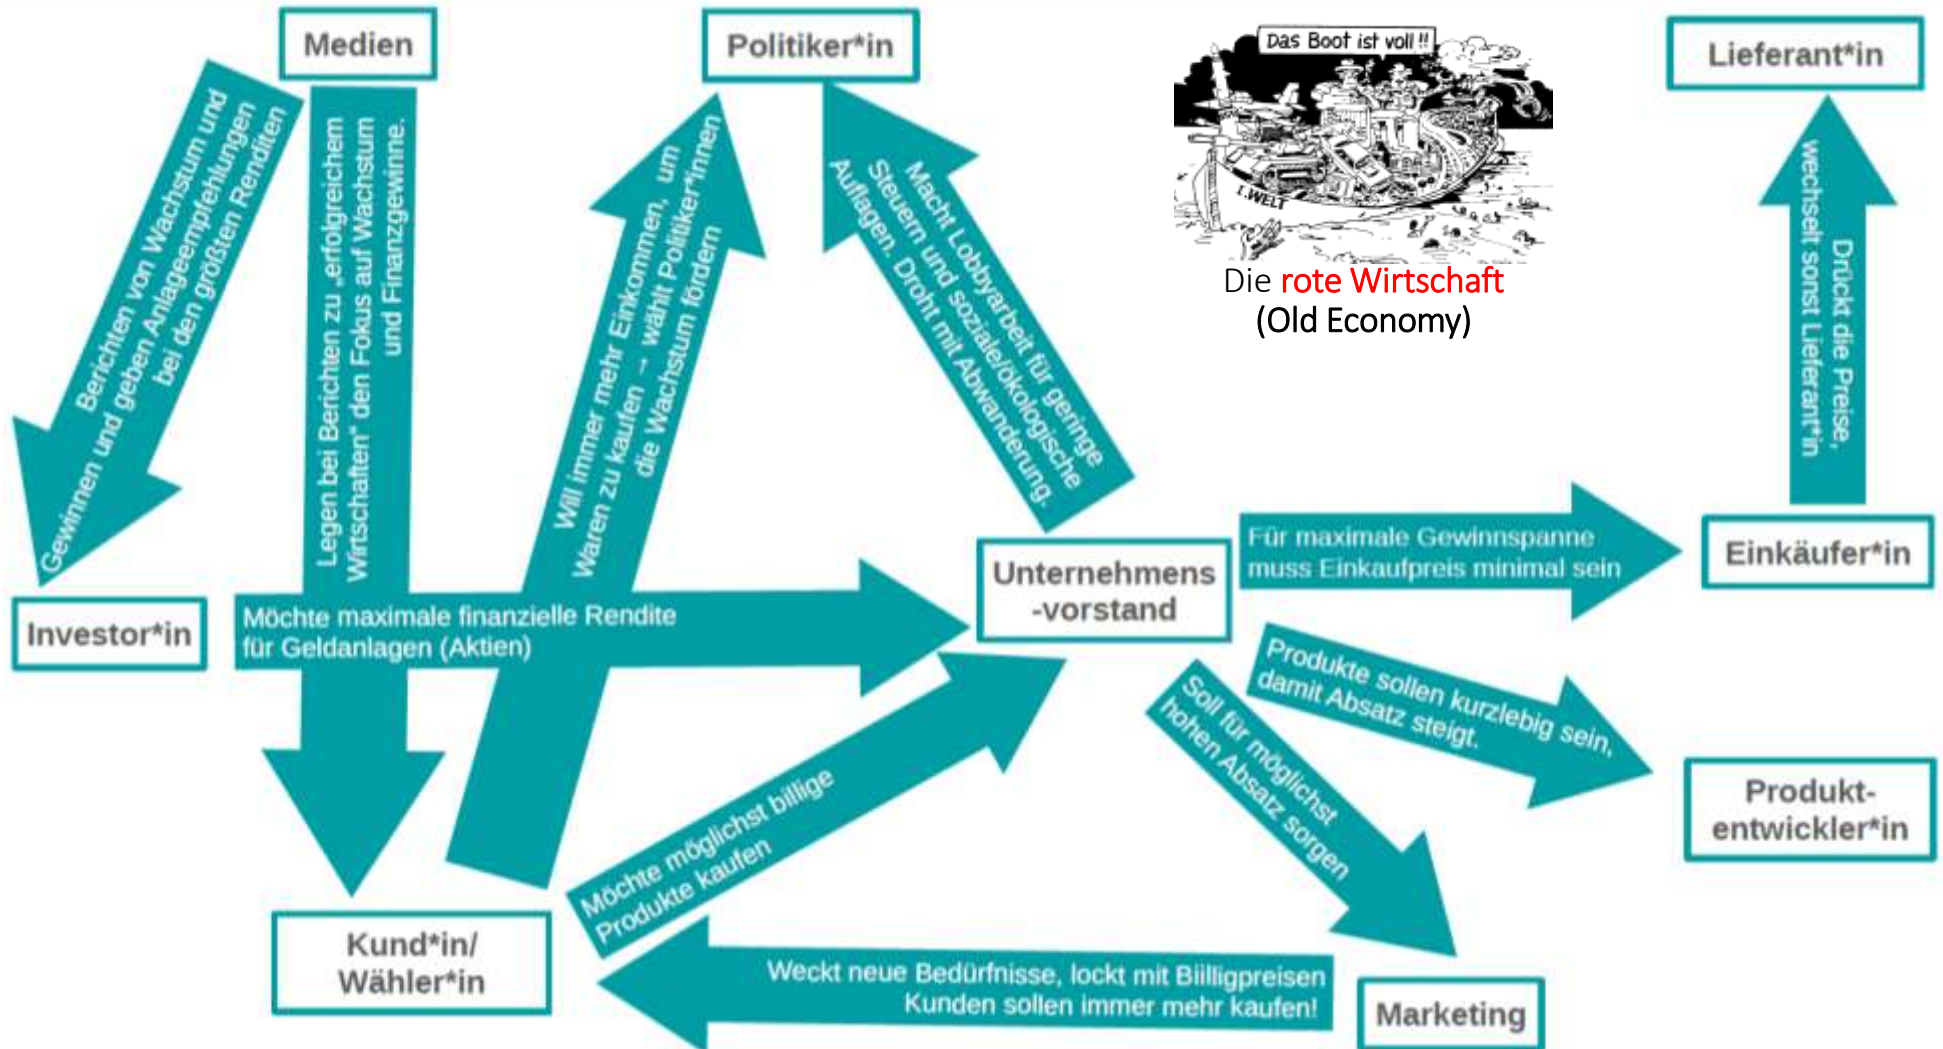 Medien
Politiker*in
Das Boot ist voll!!
Lieferant*in
Berichten von Wachstum und
Gewinnen und geben Anlageempfehlungen
bei den größten Renditen
Legen bei Berichten zu „erfolgreichem
Wirtschaften“ den Fokus auf Wachstum
und Finanzgewinne.
Will immer mehr Einkommen, um
Waren zu kaufen → wählt Politiker*innen
die Wachstum fördern
Macht Lobbyarbeit für geringe
Steuern und soziale/ökologische
Auflagen. Droht mit Abwanderung.
1.WELT
Die rote Wirtschaft
(Old Economy)
Drückt die Preise,
wechselt sonst Lieferant*in
Investor*in
Möchte maximale finanzielle Rendite
für Geldanlagen (Aktien)
Unternehmens
-vorstand
Für maximale Gewinnspanne
muss Einkaufpreis minimal sein
Einkäufer*in
Produkte sollen kurzlebig sein,
damit Absatz steigt.
Produkt-
entwickler*in
Soll für möglichst
hohen Absatz sorgen
Möchte möglichst billige
Produkte kaufen
Kund*in/
Wähler*in
Weckt neue Bedürfnisse, lockt mit Biilligpreisen
Kunden sollen immer mehr kaufen!
Marketing